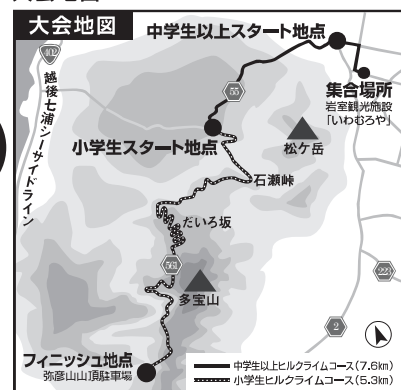 大会地図
中学生以上スタート地点
402
越後七浦シーサイドライン
55
集合場所
岩室観光施設
「いわむろや」
小学生スタート地点
松ケ岳
石瀬峠
だいろ坂
561
多宝山
223
2
フィニッシュ地点
弥彦山山頂駐車場
中学生以上ヒルクライムコース(7.6km)
小学生ヒルクライムコース(5.3km)